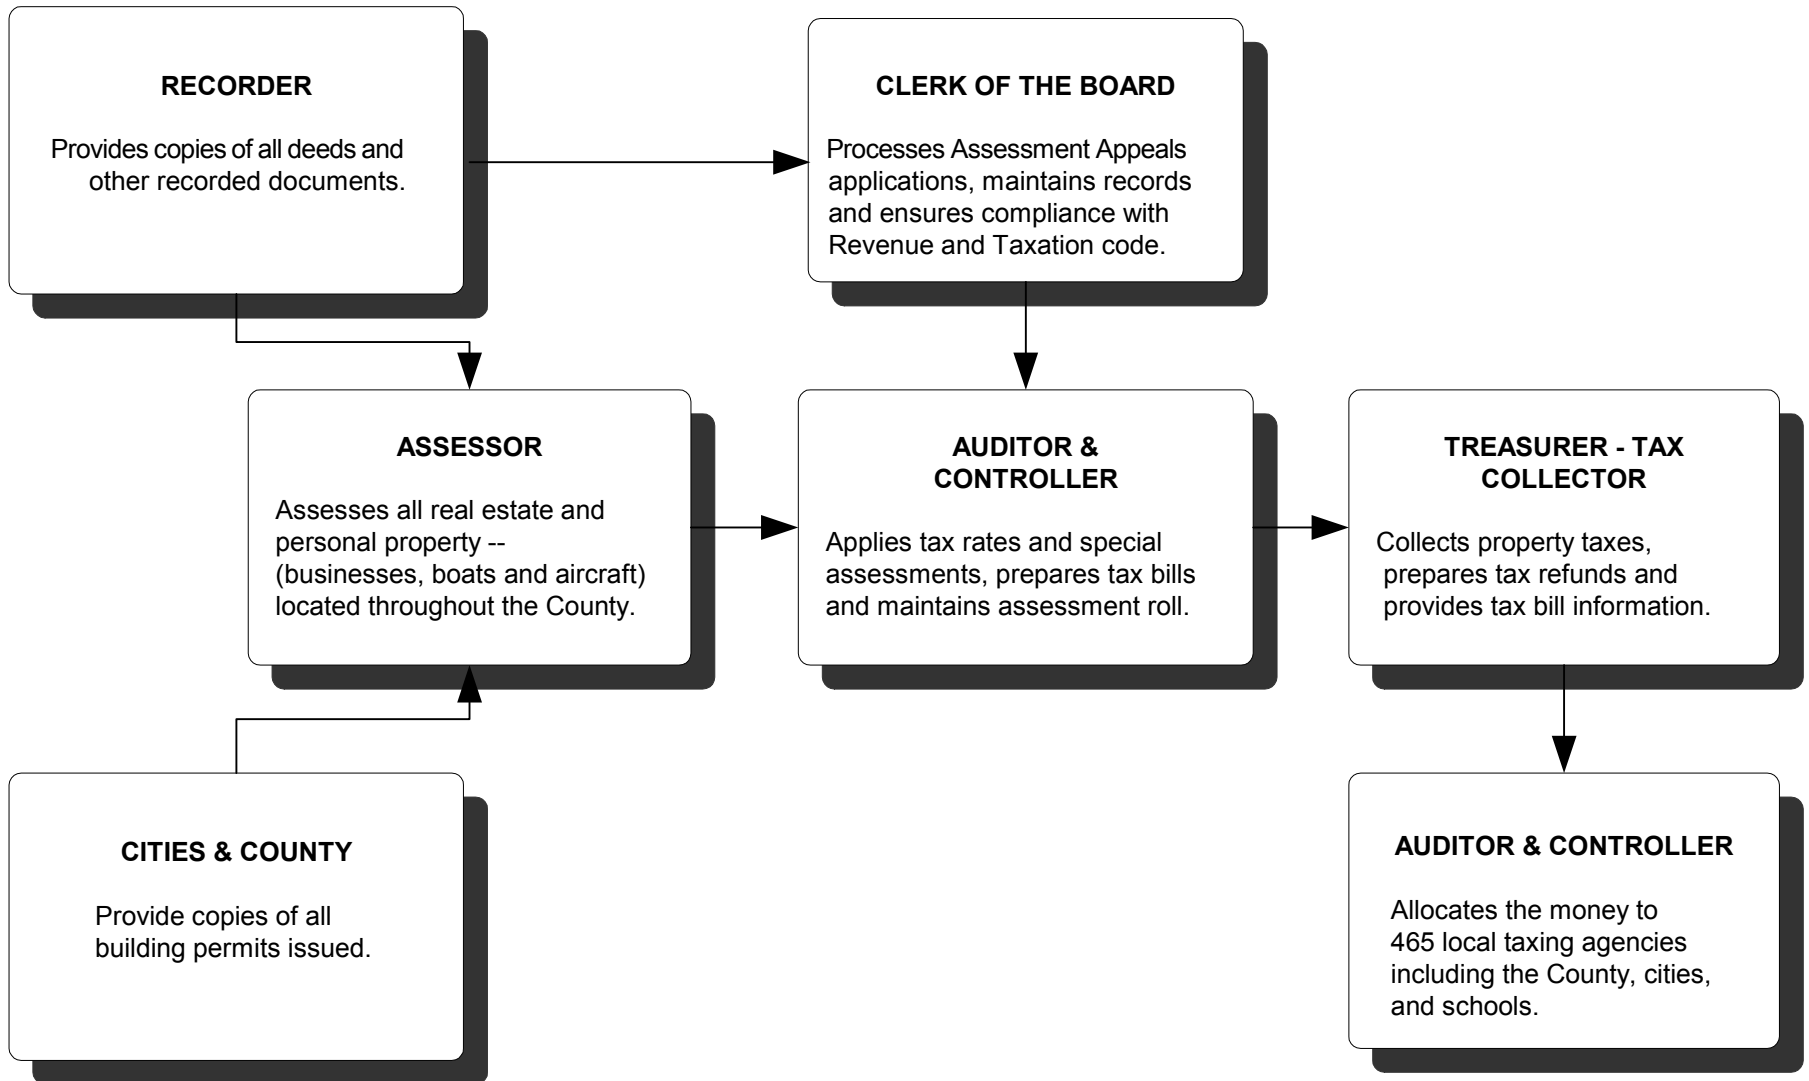 RECORDER
Provides copies of all deeds and
other recorded documents.
CLERK OF THE BOARD
Processes Assessment Appeals
applications, maintains records
and ensures compliance with
Revenue and Taxation code.
ASSESSOR
Assesses all real estate and
personal property --
(businesses, boats and aircraft)
located throughout the County.
AUDITOR &
CONTROLLER
Applies tax rates and special
assessments, prepares tax bills
and maintains assessment roll.
TREASURER - TAX
COLLECTOR
Collects property taxes,
prepares tax refunds and
provides tax bill information.
CITIES & COUNTY
Provide copies of all
building permits issued.
AUDITOR & CONTROLLER
Allocates the money to
465 local taxing agencies
including the County, cities,
and schools.